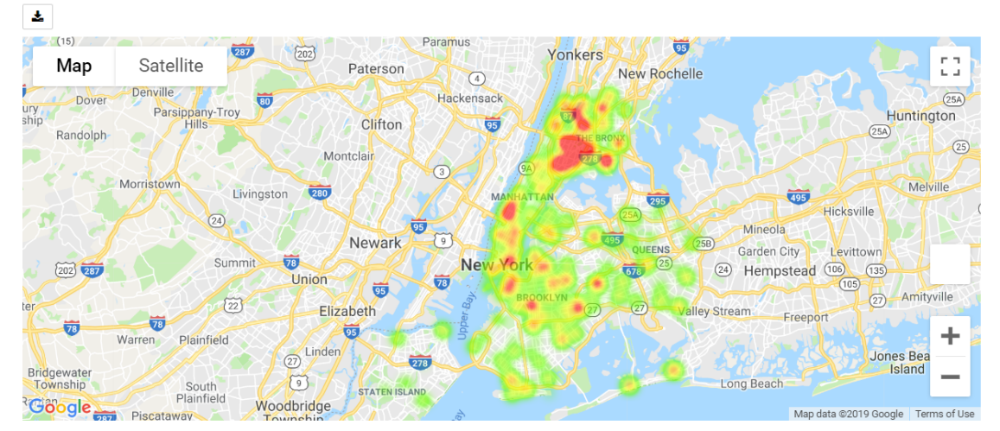 (15)
Paramus
287
202
95
Yonkers
Map
Satellite
Paterson
New Rochelle
4
Denville
Hackensack
Dover
80
25A
Parsippany-Troy
Hills
87
Huntington
Clifton
95
25A
Randolph
THE BRONX
25
Montclair
278
3
9A
Morristown
Livingston
280
MANHATTAN
295
495
Melville
25A
Hicksville
24
95
Mineola
Newark
9
495
QUEENS
25B
Garden City
Levittown
Summit
78
New York
25
202
287
678
24
Hempstead
106
135
Union
78
105
95
BROOKLYN
27
Amityville
22
Elizabeth
27
27
Valley Stream
Freeport
78
78
95
Upper Bay
Warren
Plainfield
Linden
Jones Bea
Island
27
278
Bridgewater
Township
9
Long Beach
South
Plainfield
STATEN ISLAND
Google
287
Piscataway
Woodbridge
Township
Map data ©2019 Google
Terms of Use